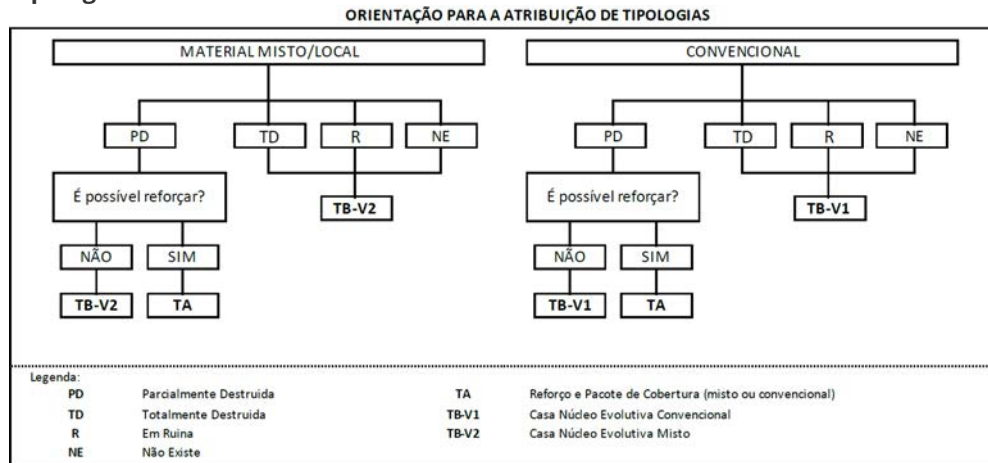 ORIENTAÇÃO PARA A ATRIBUIÇÃO DE TIPOLOGIAS
MATERIAL MISTO/LOCAL
PD
TD
R
NE
É possível reforçar?
TB-V2
NÃO
SIM
TB-V2
TA
CONVENCIONAL
PD
TD
R
NE
É possível reforçar?
TB-V1
NÃO
SIM
TB-V1
TA
Legenda:
PD Parcialmente Destruida
TD Totalmente Destruida
R Em Ruina
NE Não Existe
TA Reforço e Pacote de Cobertura (misto ou convencional)
TB-V1 Casa Núcleo Evolutiva Convencional
TB-V2 Casa Núcleo Evolutiva Misto